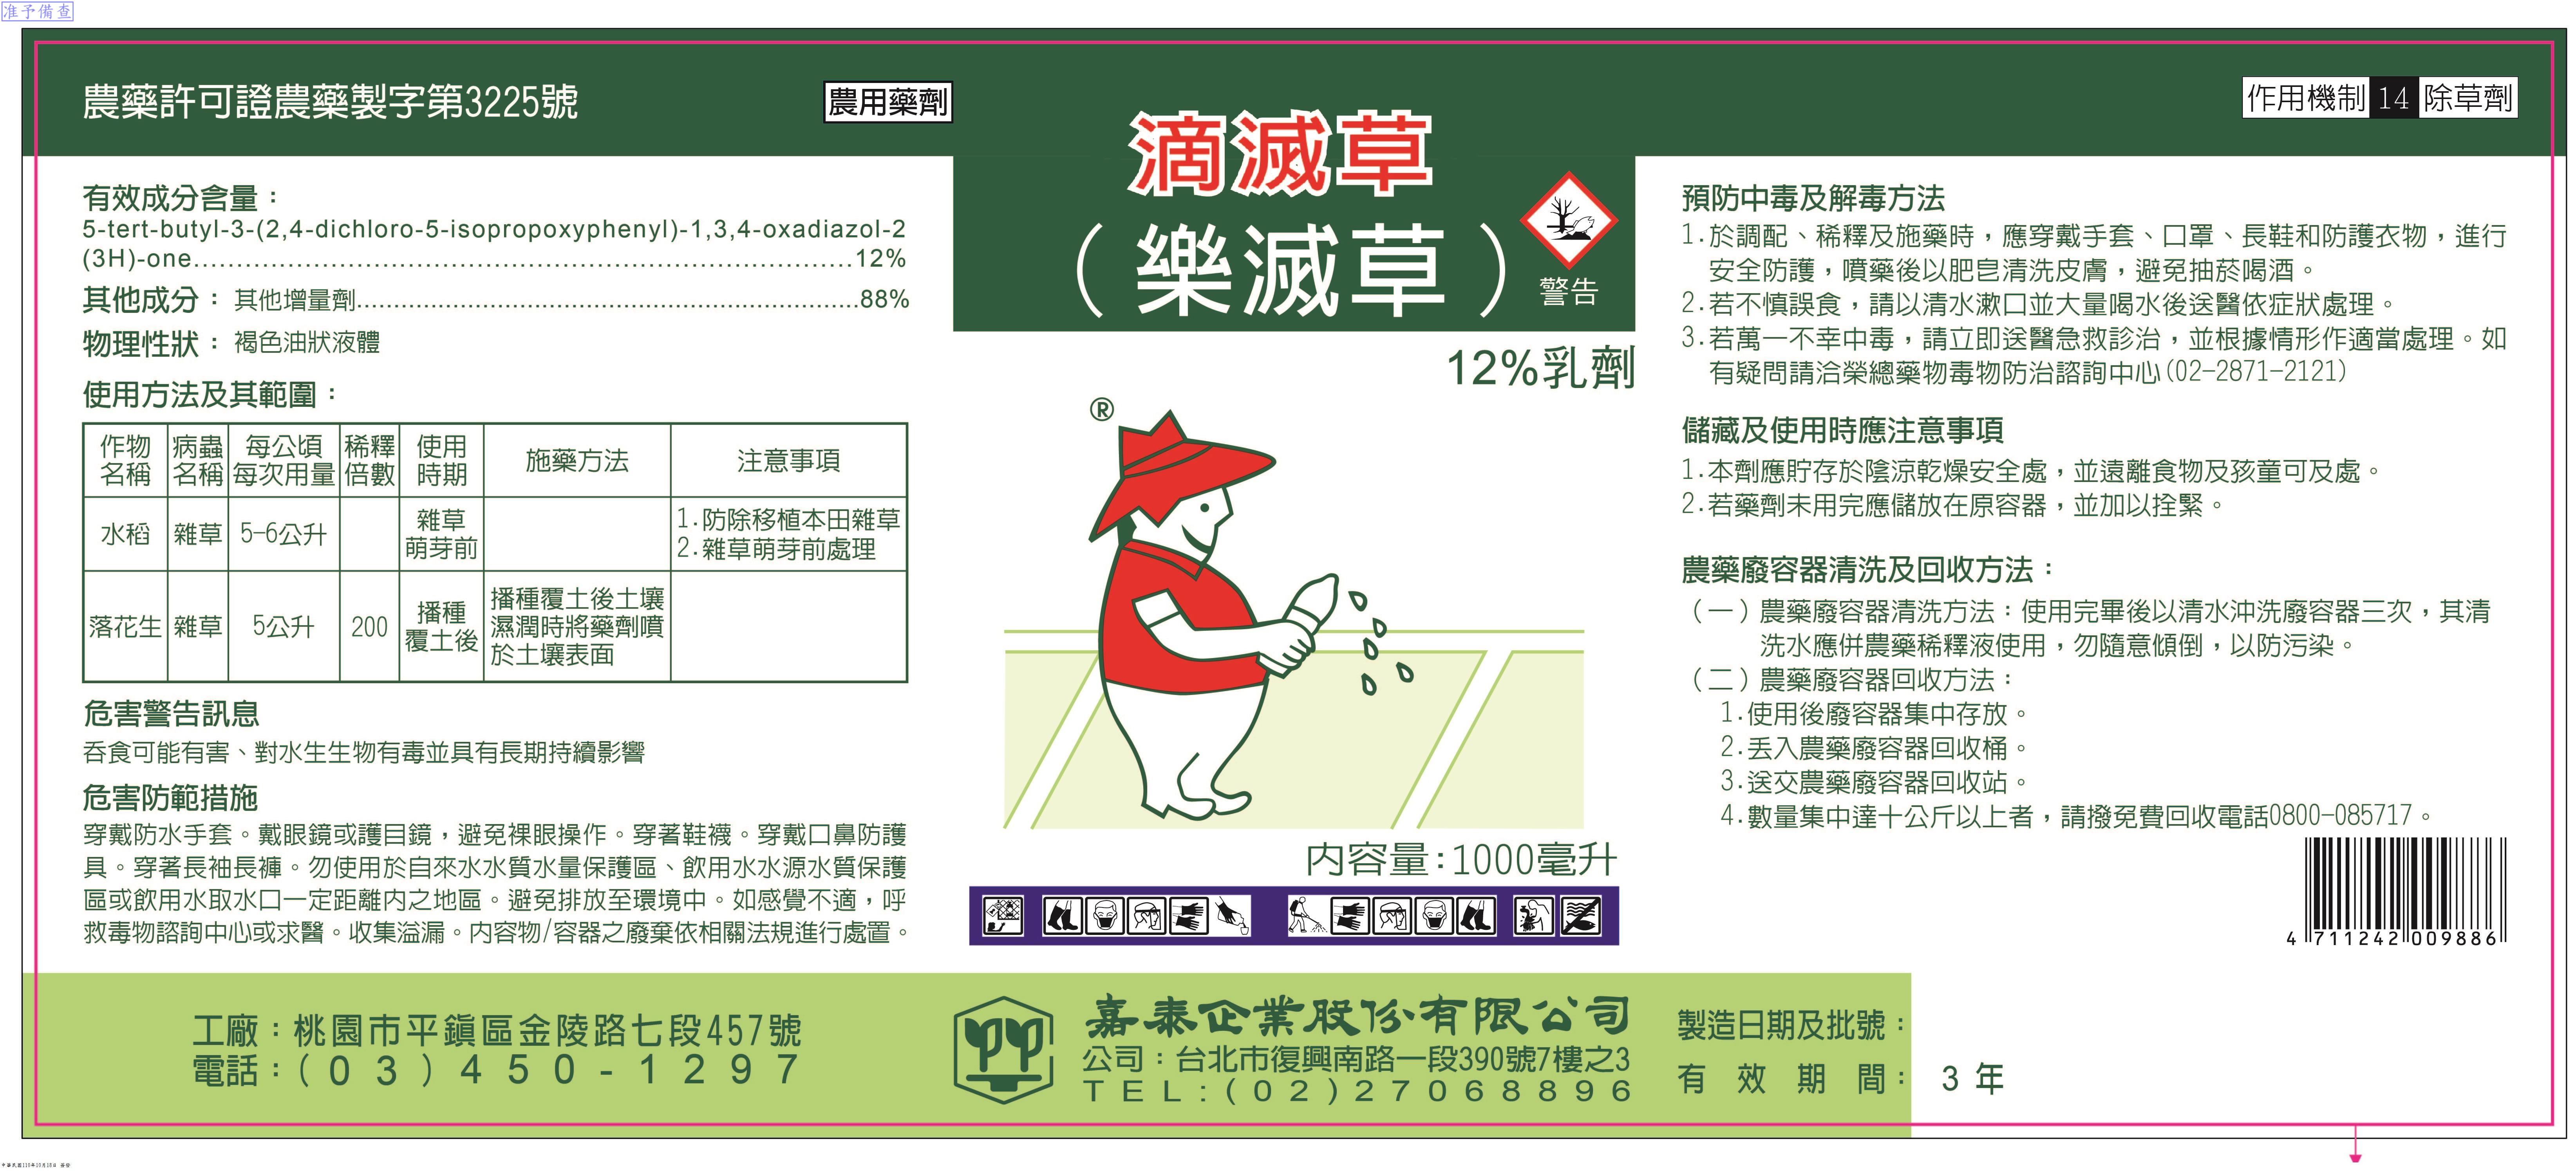 准予備查
農藥許可證農藥製字第3225號
農用藥劑
作用機制 14 除草劑
滴滅草
（樂滅草）
警告
12%乳劑
®
有效成分含量：
5-tert-butyl-3-(2,4-dichloro-5-isopropoxyphenyl)-1,3,4-oxadiazol-2
(3H)-one..............................................................................12%
其他成分：其他增量劑...................................................................88%
物理性狀：褐色油狀液體
使用方法及其範圍：
作物名稱 病蟲名稱 每公頃每次用量 稀釋倍數 使用時期 施藥方法 注意事項
水稻 雜草 5-6公升 雜草萌芽前 1.防除移植本田雜草 2.雜草萌芽前處理
落花生 雜草 5公升 200 播種覆土後 播種覆土後土壤濕潤時將藥劑噴於土壤表面
危害警告訊息
吞食可能有害、對水生生物有毒並具有長期持續影響
危害防範措施
穿戴防水手套。戴眼鏡或護目鏡，避免裸眼操作。穿著鞋襪。穿戴口鼻防護
具。穿著長袖長褲。勿使用於自來水水質水量保護區、飲用水水源水質保護
區或飲用水取水口一定距離內之地區。避免排放至環境中。如感覺不適，呼
救毒物諮詢中心或求醫。收集溢漏。內容物/容器之廢棄依相關法規進行處置。
內容量:1000毫升
預防中毒及解毒方法
1.於調配、稀釋及施藥時，應穿戴手套、口罩、長鞋和防護衣物，進行
安全防護，噴藥後以肥皂清洗皮膚，避免抽菸喝酒。
2.若不慎誤食，請以清水漱口並大量喝水後送醫依症狀處理。
3.若萬一不幸中毒，請立即送醫急救診治，並根據情形作適當處理。如
有疑問請洽榮總藥物毒物防治諮詢中心(02-2871-2121)
儲藏及使用時應注意事項
1.本劑應貯存於陰涼乾燥安全處，並遠離食物及孩童可及處。
2.若藥劑未用完應儲放在原容器，並加以拴緊。
農藥廢容器清洗及回收方法：
（一）農藥廢容器清洗方法：使用完畢後以清水沖洗廢容器三次，其清
洗水應併農藥稀釋液使用，勿隨意傾倒，以防污染。
（二）農藥廢容器回收方法：
1.使用後廢容器集中存放。
2.丟入農藥廢容器回收桶。
3.送交農藥廢容器回收站。
4.數量集中達十公斤以上者，請撥免費回收電話0800-085717。
4 711242 009886
工廠：桃園市平鎮區金陵路七段457號
電話：(03)450-1297
嘉泰企業股份有限公司
公司：台北市復興南路一段390號7樓之3
TEL:(02)27068896
製造日期及批號：
有效期間： 3 年